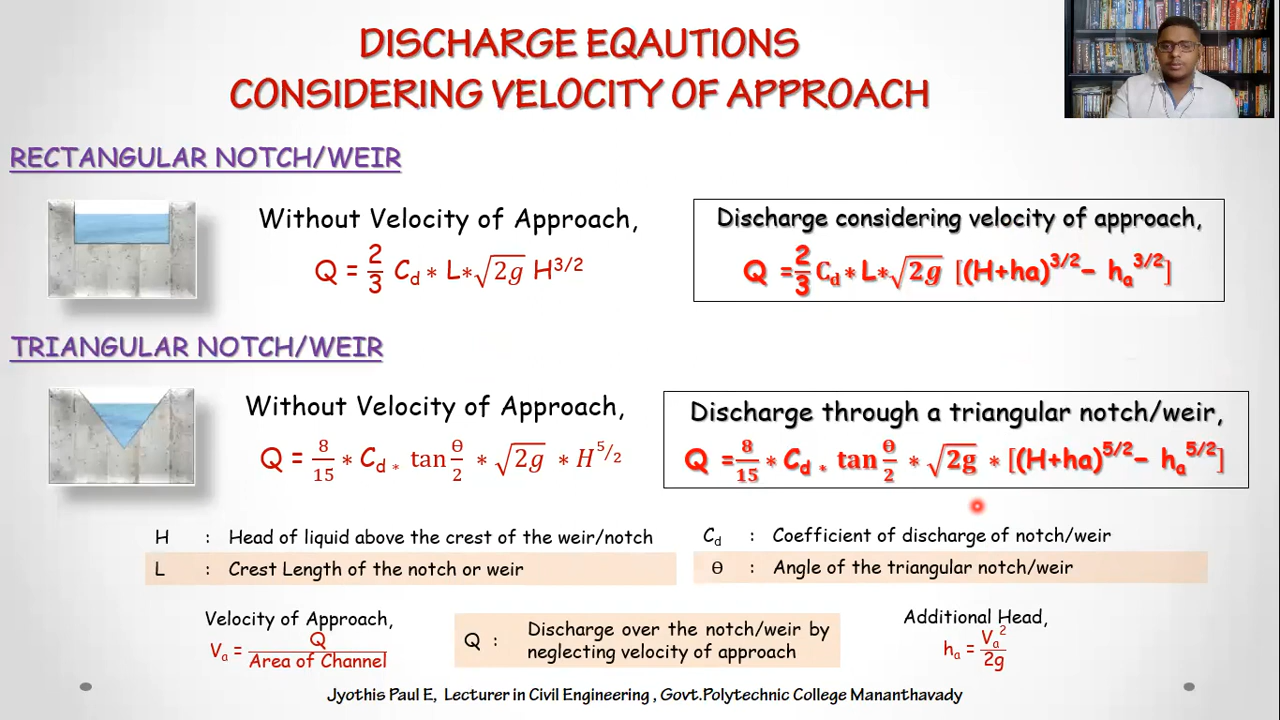 DISCHARGE EQAUTIONS
CONSIDERING VELOCITY OF APPROACH
RECTANGULAR NOTCH/WEIR
Without Velocity of Approach,
Q = 2/3 Cd * L*√2g H^3/2
Discharge considering velocity of approach,
Q =2/3 Cd * L*√2g [(H+ha)^3/2 – ha^3/2]
TRIANGULAR NOTCH/WEIR
Without Velocity of Approach,
Q = 8/15 * Cd * tan θ/2 * √2g * H^5/2
Discharge through a triangular notch/weir,
Q =8/15 * Cd * tan θ/2 * √2g * [(H+ha)^5/2 – ha^5/2]
H : Head of liquid above the crest of the weir/notch
Cd : Coefficient of discharge of notch/weir
L : Crest Length of the notch or weir
θ : Angle of the triangular notch/weir
Velocity of Approach,
Va = Q/Area of Channel
Q : Discharge over the notch/weir by
neglecting velocity of approach
Additional Head,
ha = Va²/2g
Jyothis Paul E, Lecturer in Civil Engineering , Govt.Polytechnic College Mananthavady